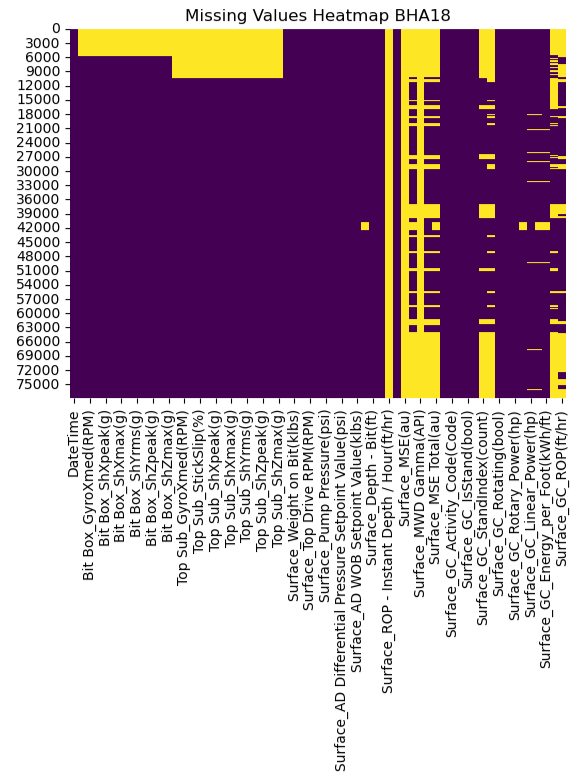 Missing Values Heatmap BHA18
0
3000
6000
9000
12000
15000
18000
21000
24000
27000
30000
33000
36000
39000
42000
45000
48000
51000
54000
57000
60000
63000
66000
69000
72000
75000
DateTime
Bit Box_GyroXmed(RPM)
Bit Box_ShXpeak(g)
Bit Box_ShXmax(g)
Bit Box_ShYrms(g)
Bit Box_ShZpeak(g)
Bit Box_ShZmax(g)
Top Sub_GyroXmed(RPM)
Top Sub_StickSlip(%)
Top Sub_ShXpeak(g)
Top Sub_ShXmax(g)
Top Sub_ShYrms(g)
Top Sub_ShZpeak(g)
Top Sub_ShZmax(g)
Surface_Weight on Bit(klbs)
Surface_Top Drive RPM(RPM)
Surface_Pump Pressure(psi)
Surface_AD Differential Pressure Setpoint Value(psi)
Surface_AD WOB Setpoint Value(klbs)
Surface_Depth - Bit(ft)
Surface_ROP - Instant Depth / Hour(ft/hr)
Surface_MSE(au)
Surface_MWD Gamma(API)
Surface_MSE Total(au)
Surface_GC_Activity_Code(Code)
Surface_GC_IsStand(bool)
Surface_GC_StandIndex(count)
Surface_GC_Rotating(bool)
Surface_GC_Rotary_Power(hp)
Surface_GC_Linear_Power(hp)
Surface_GC_Energy_per_Foot(kWh/ft)
Surface_GC_ROP(ft/hr)